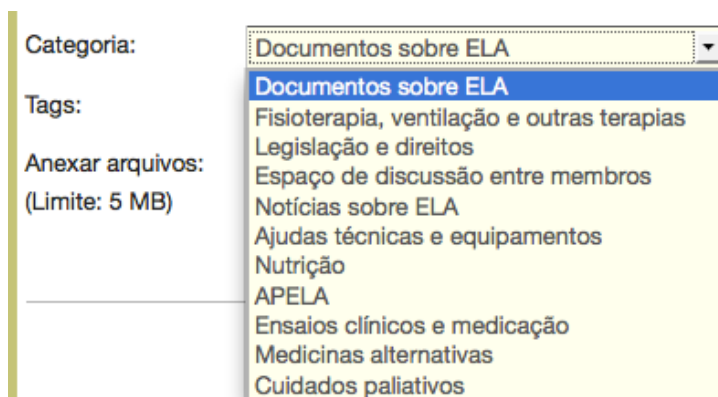 Categoria:
Documentos sobre ELA
Documentos sobre ELA
Tags:
Fisioterapia, ventilação e outras terapias
Legislação e direitos
Anexar arquivos:
Espaço de discussão entre membros
(Limite: 5 MB)
Notícias sobre ELA
Ajudas técnicas e equipamentos
Nutrição
APELA
Ensaios clínicos e medicação
Medicinas alternativas
Cuidados paliativos